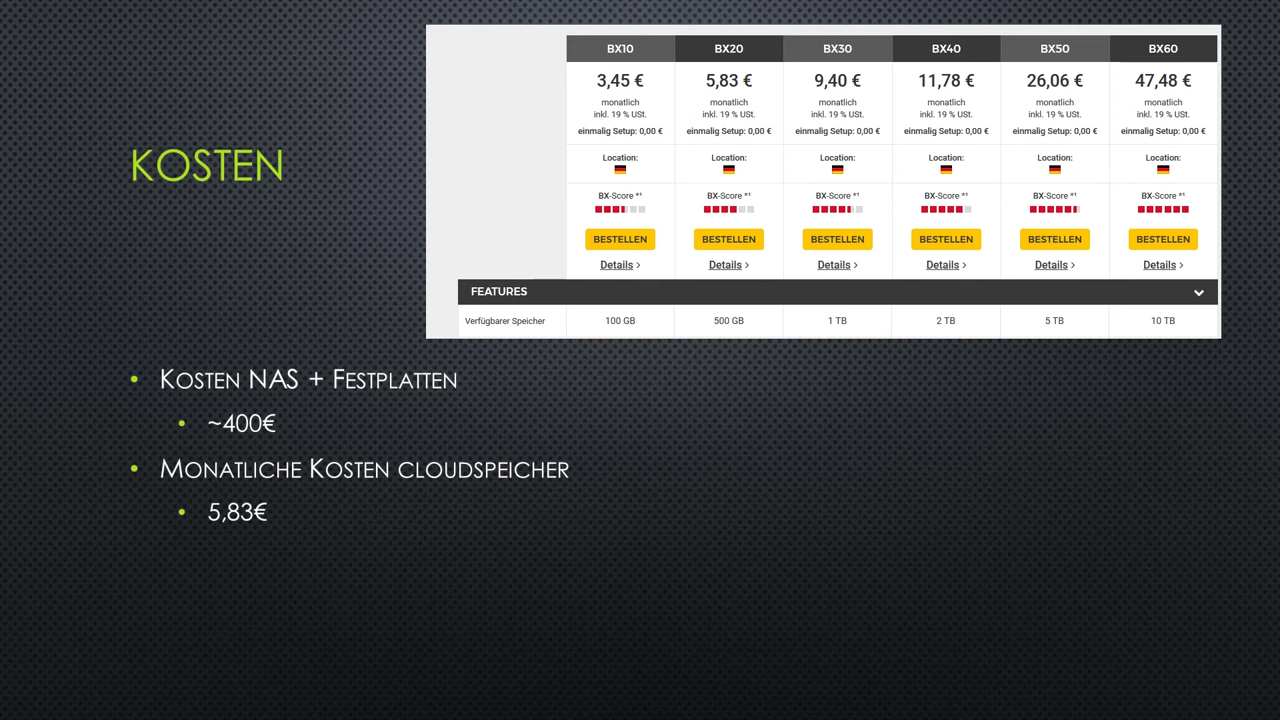 BX10 BX20 BX30 BX40 BX50 BX60
3,45 € 5,83 € 9,40 € 11,78 € 26,06 € 47,48 €
monatlich monatlich monatlich monatlich monatlich monatlich
inkl. 19 % USt. inkl. 19 % USt. inkl. 19 % USt. inkl. 19 % USt. inkl. 19 % USt. inkl. 19 % USt.
einmalig Setup: 0,00 € einmalig Setup: 0,00 € einmalig Setup: 0,00 € einmalig Setup: 0,00 € einmalig Setup: 0,00 € einmalig Setup: 0,00 €
Location: Location: Location: Location: Location: Location:
BX-Score *¹ BX-Score *¹ BX-Score *¹ BX-Score *¹ BX-Score *¹ BX-Score *¹
BESTELLEN BESTELLEN BESTELLEN BESTELLEN BESTELLEN BESTELLEN
Details › Details › Details › Details › Details › Details ›
FEATURES
Verfügbarer Speicher 100 GB 500 GB 1 TB 2 TB 5 TB 10 TB
KOSTEN
• KOSTEN NAS + FESTPLATTEN
• ~400€
• MONATLICHE KOSTEN CLOUDSPEICHER
• 5,83€